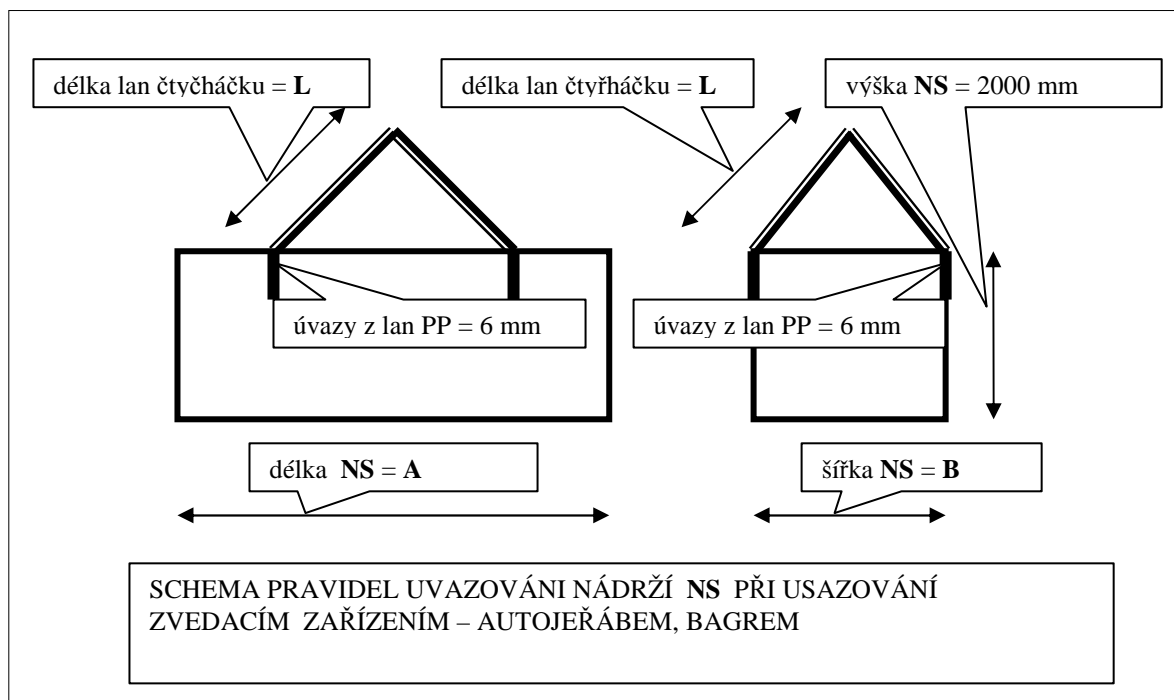 délka lan čtyčháčku = L
délka lan čtyřháčku = L
výška NS = 2000 mm
úvazy z lan PP = 6 mm
úvazy z lan PP = 6 mm
délka  NS = A
šířka NS = B
SCHEMA PRAVIDEL UVAZOVÁNI NÁDRŽÍ  NS  PŘI USAZOVÁNÍ
ZVEDACÍM  ZAŘÍZENÍM – AUTOJEŘÁBEM, BAGREM